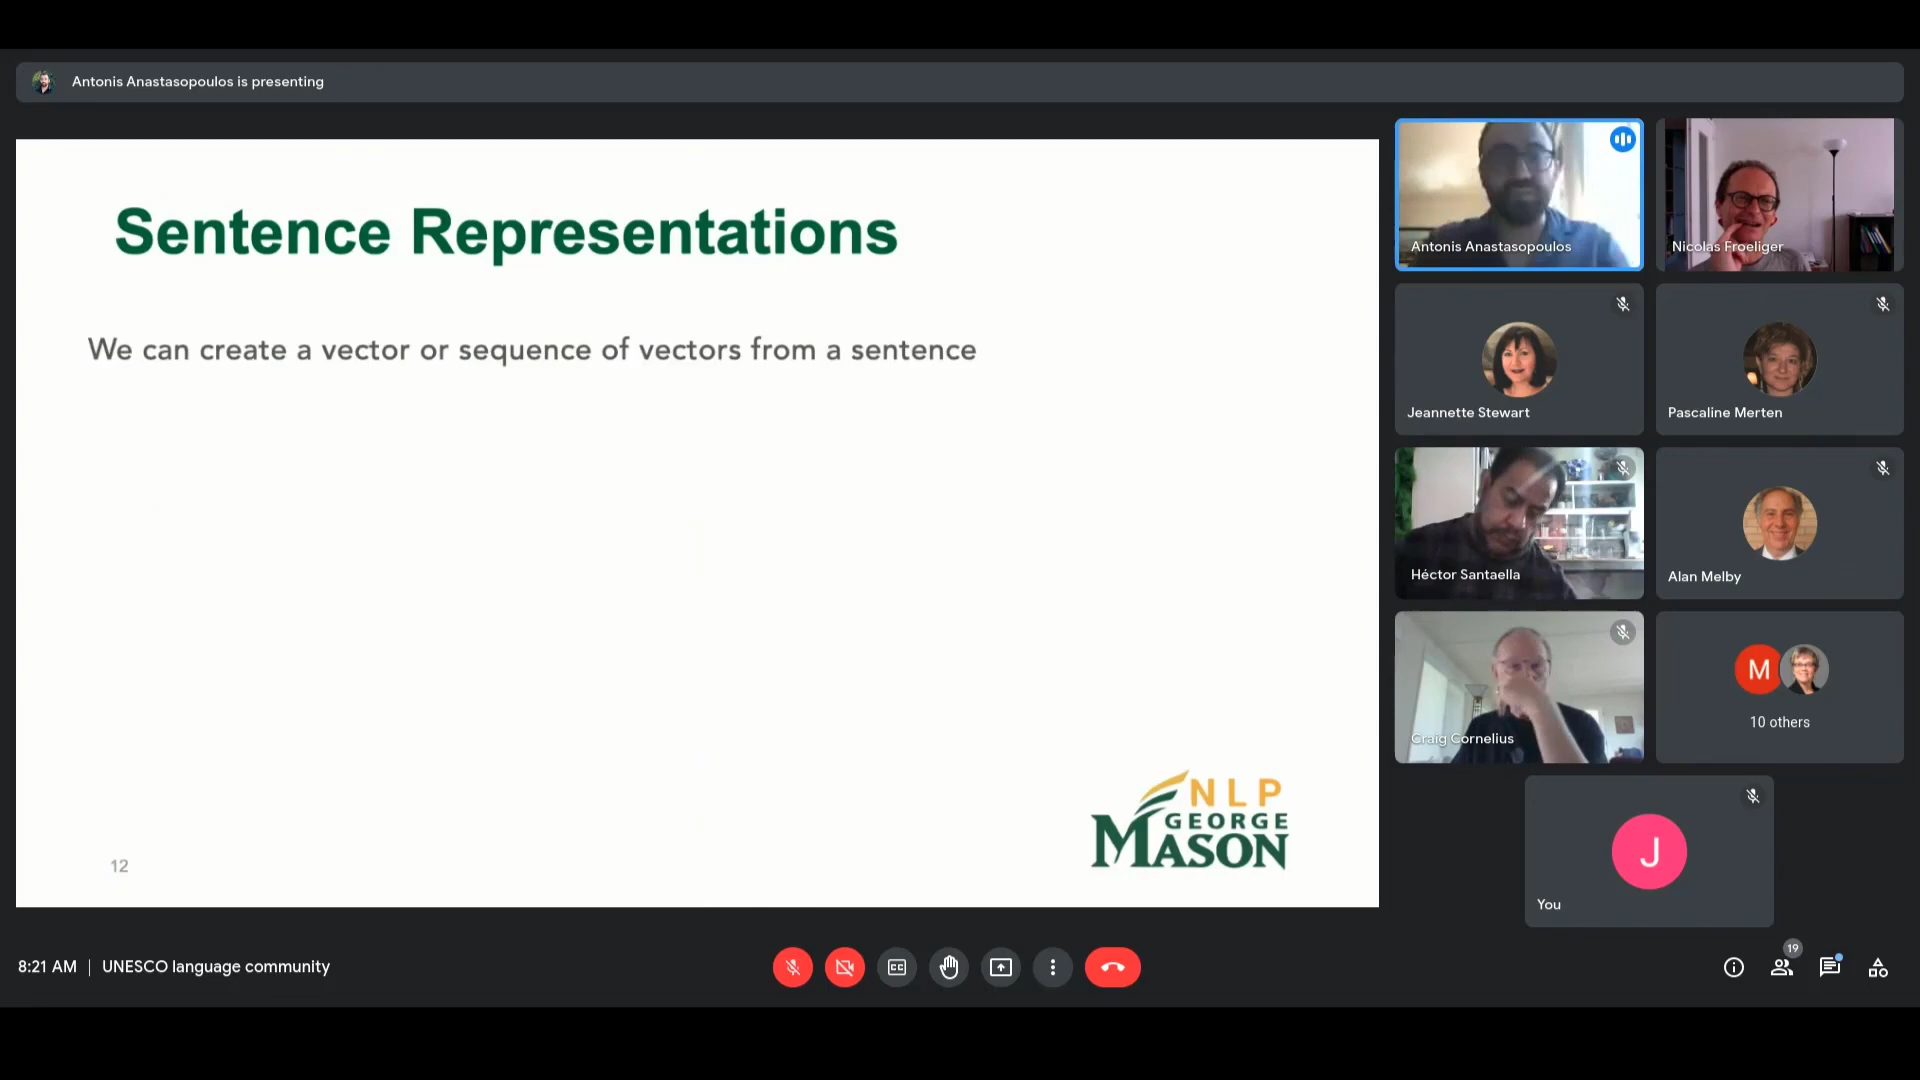 Antonis Anastasopoulos is presenting
Sentence Representations
We can create a vector or sequence of vectors from a sentence
NLP
GEORGE
MASON
12
Antonis Anastasopoulos
Nicolas Froeliger
Jeannette Stewart
Pascaline Merten
Héctor Santaella
Alan Melby
Craig Cornelius
M
10 others
J
You
8:21 AM | UNESCO language community
CC
19